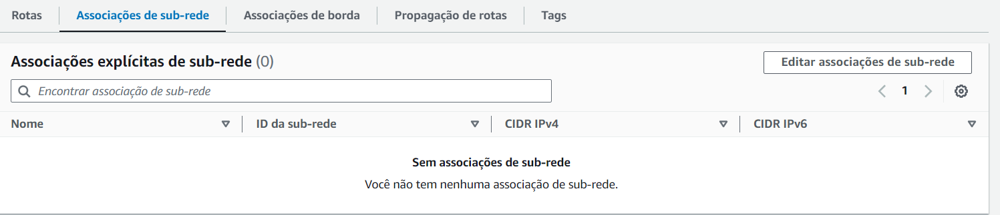 Rotas Associações de sub-rede Associações de borda Propagação de rotas Tags
Associações explícitas de sub-rede (0) Editar associações de sub-rede
Encontrar associação de sub-rede 1
Nome ID da sub-rede CIDR IPv4 CIDR IPv6
Sem associações de sub-rede
Você não tem nenhuma associação de sub-rede.